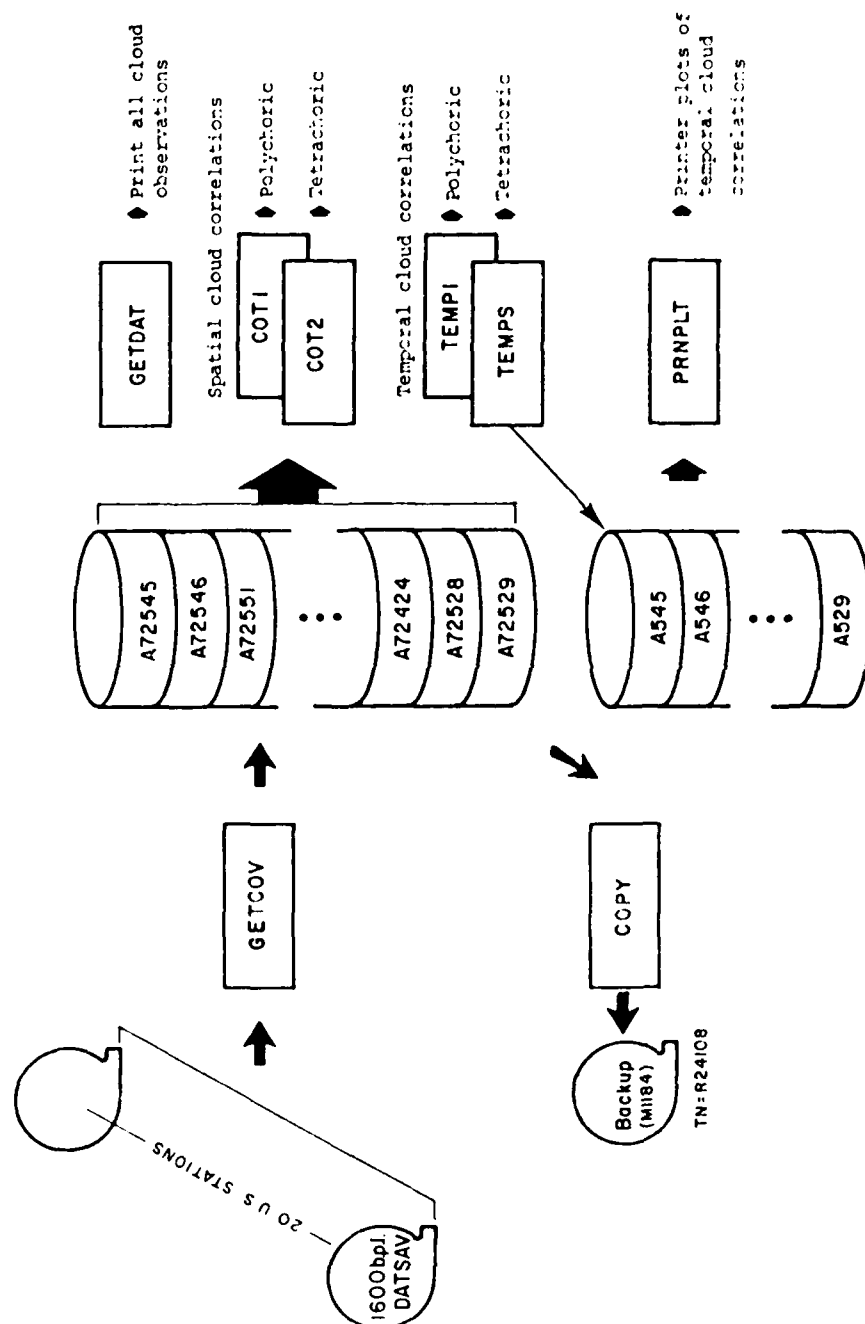 20 U S STATIONS
1600 b.p.i.
DATSAV
GETCOV
A72545
A72546
A72551
A72424
A72528
A72529
GETDAT
Print all cloud
observations
Spatial cloud correlations
COT1
COT2
Polychoric
Tetrachoric
Temporal cloud correlations
TEMP1
TEMPS
Polychoric
Tetrachoric
COPY
Backup
(M1184)
TN=R24108
A545
A546
A529
PRNPLT
Printer plots of
temporal cloud
correlations